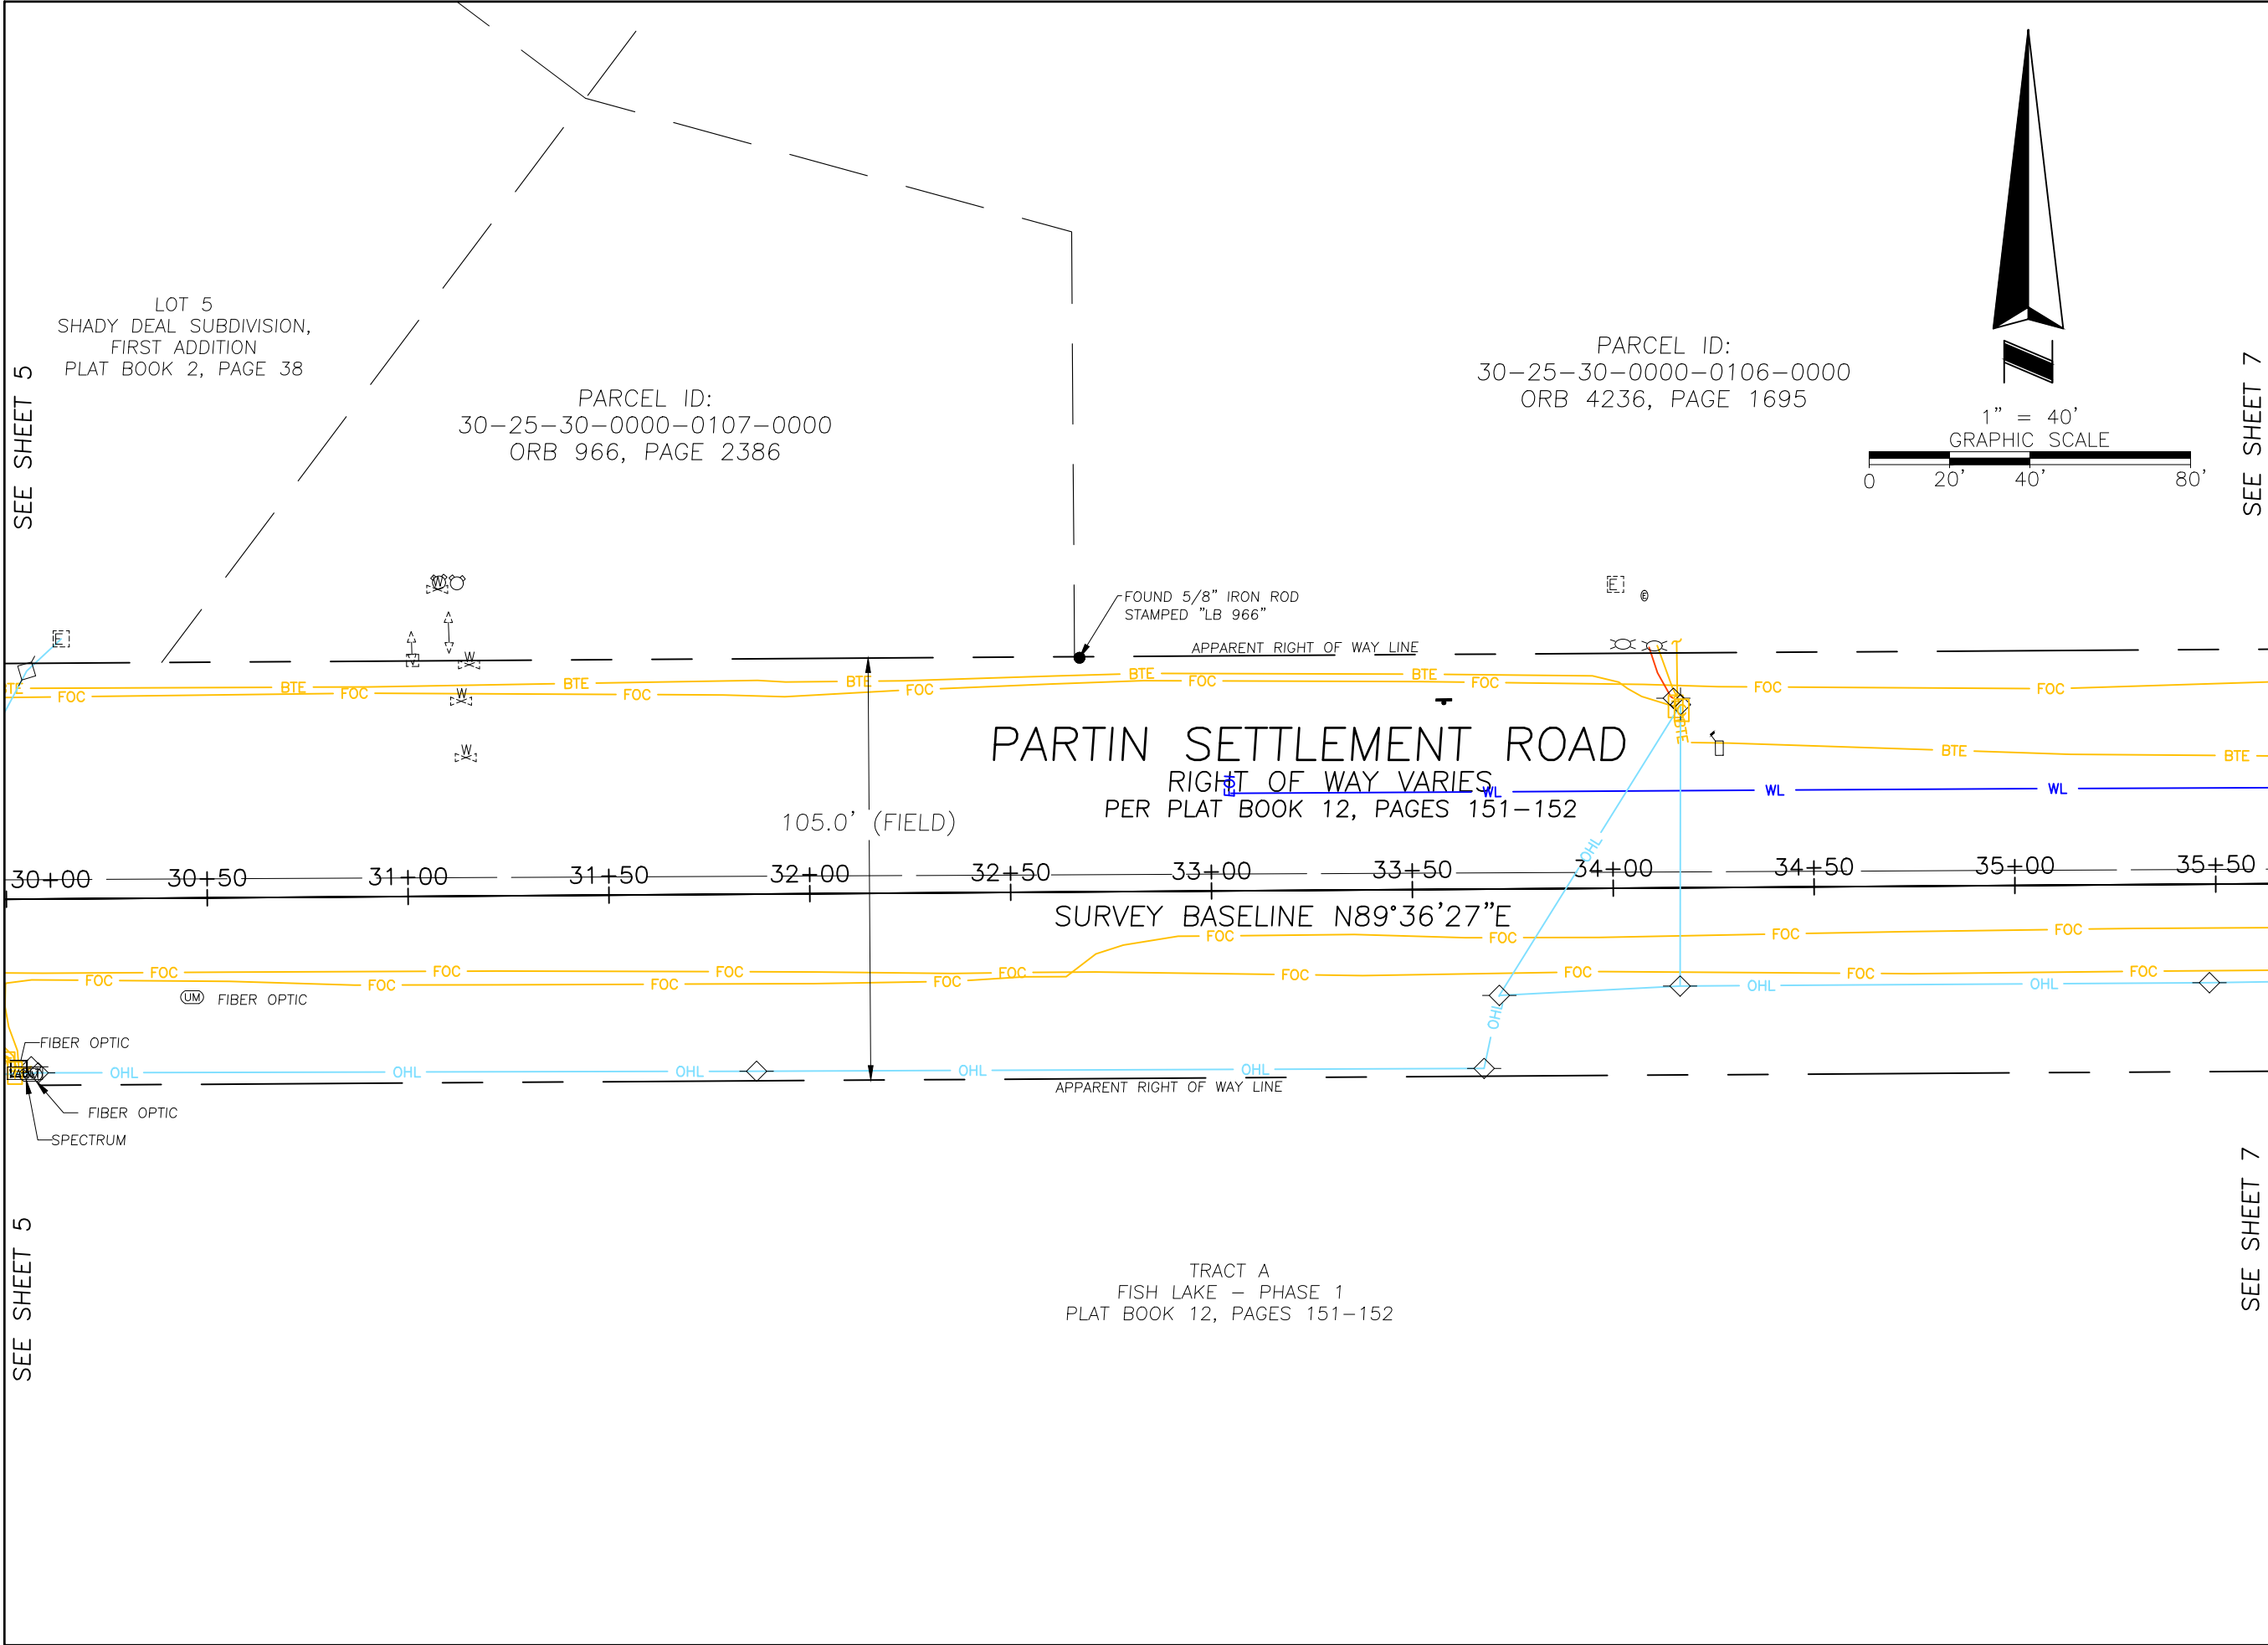 LOT 5
SHADY DEAL SUBDIVISION,
FIRST ADDITION
PLAT BOOK 2, PAGE 38
PARCEL ID:
30-25-30-0000-0107-0000
ORB 966, PAGE 2386
PARCEL ID:
30-25-30-0000-0106-0000
ORB 4236, PAGE 1695
1" = 40'
GRAPHIC SCALE
0 20' 40' 80'
SEE SHEET 5
SEE SHEET 7
W
E
E
E
FOUND 5/8" IRON ROD
STAMPED "LB 966"
APPARENT RIGHT OF WAY LINE
W
W
W
BTE BTE BTE BTE BTE BTE
FOC FOC FOC FOC FOC FOC FOC FOC
BTE
BTE BTE
PARTIN SETTLEMENT ROAD
RIGHT OF WAY VARIES
PER PLAT BOOK 12, PAGES 151-152
EOI WL WL WL
105.0' (FIELD)
OHL
30+00 30+50 31+00 31+50 32+00 32+50 33+00 33+50 34+00 34+50 35+00 35+50
SURVEY BASELINE N89°36'27"E
FOC FOC FOC FOC
FOC FOC FOC FOC FOC FOC FOC FOC
FOC FOC FOC FOC
UM FIBER OPTIC
OHL OHL
OHL
FIBER OPTIC
OHL OHL OHL OHL OHL
APPARENT RIGHT OF WAY LINE
FIBER OPTIC
SPECTRUM
SEE SHEET 5
SEE SHEET 7
TRACT A
FISH LAKE - PHASE 1
PLAT BOOK 12, PAGES 151-152